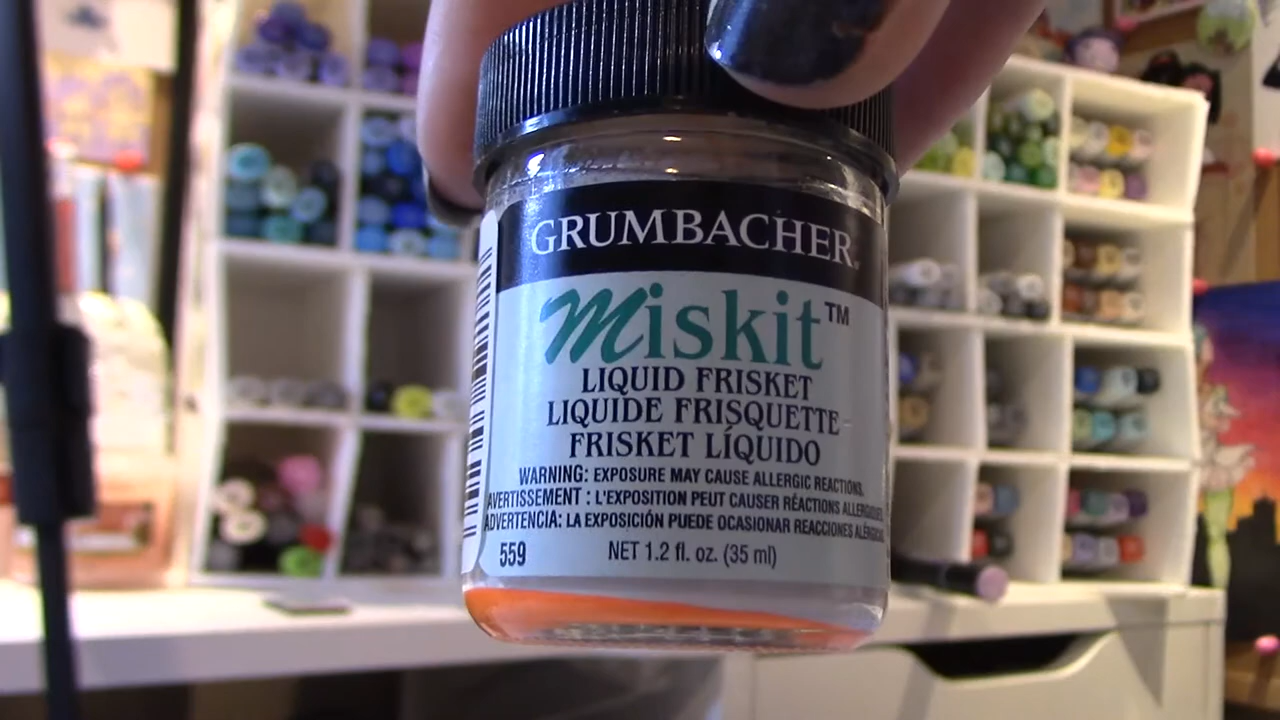 GRUMBACHER®
Miskit™
LIQUID FRISKET
LIQUIDE FRISQUETTE
FRISKET LÍQUIDO
WARNING: EXPOSURE MAY CAUSE ALLERGIC REACTIONS.
AVERTISSEMENT : L'EXPOSITION PEUT CAUSER RÉACTIONS
ADVERTENCIA: LA EXPOSICIÓN PUEDE OCASIONAR REACCIONES
559 NET 1.2 fl. oz. (35 ml)